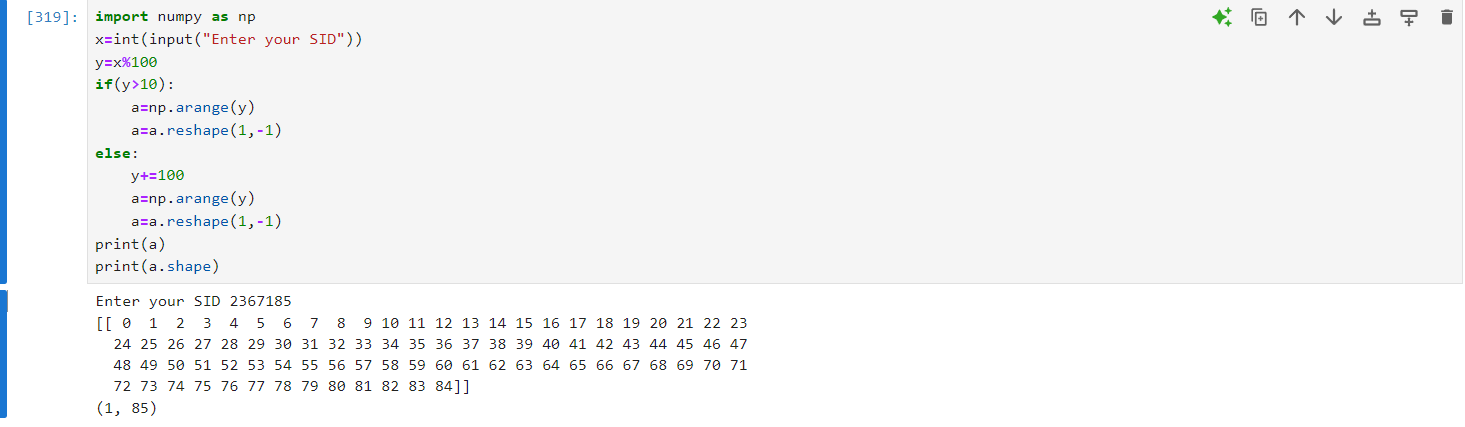 [319]:
import numpy as np
x=int(input("Enter your SID"))
y=x%100
if(y>10):
    a=np.arange(y)
    a=a.reshape(1,-1)
else:
    y+=100
    a=np.arange(y)
    a=a.reshape(1,-1)
print(a)
print(a.shape)
Enter your SID 2367185
[[ 0  1  2  3  4  5  6  7  8  9 10 11 12 13 14 15 16 17 18 19 20 21 22 23
  24 25 26 27 28 29 30 31 32 33 34 35 36 37 38 39 40 41 42 43 44 45 46 47
  48 49 50 51 52 53 54 55 56 57 58 59 60 61 62 63 64 65 66 67 68 69 70 71
  72 73 74 75 76 77 78 79 80 81 82 83 84]]
(1, 85)